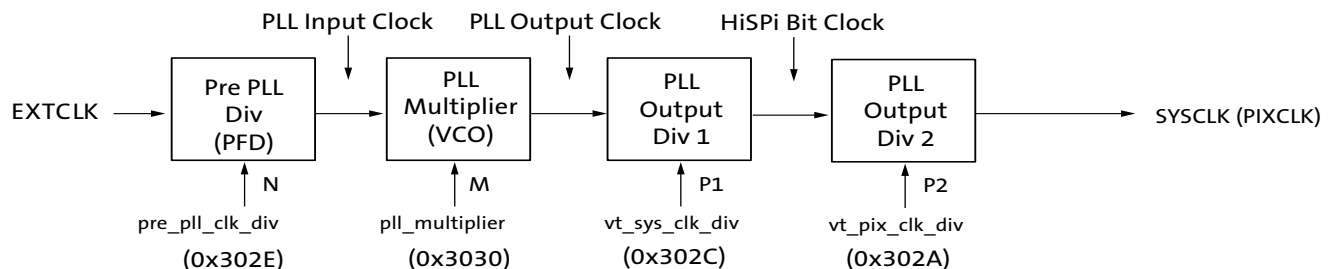 PLL Input Clock
PLL Output Clock
HiSPi Bit Clock
EXTCLK
Pre PLL
Div
(PFD)
PLL
Multiplier
(VCO)
PLL
Output
Div 1
PLL
Output
Div 2
SYSCLK (PIXCLK)
N
M
P1
P2
pre_pll_clk_div
pll_multiplier
vt_sys_clk_div
vt_pix_clk_div
(0x302E)
(0x3030)
(0x302C)
(0x302A)